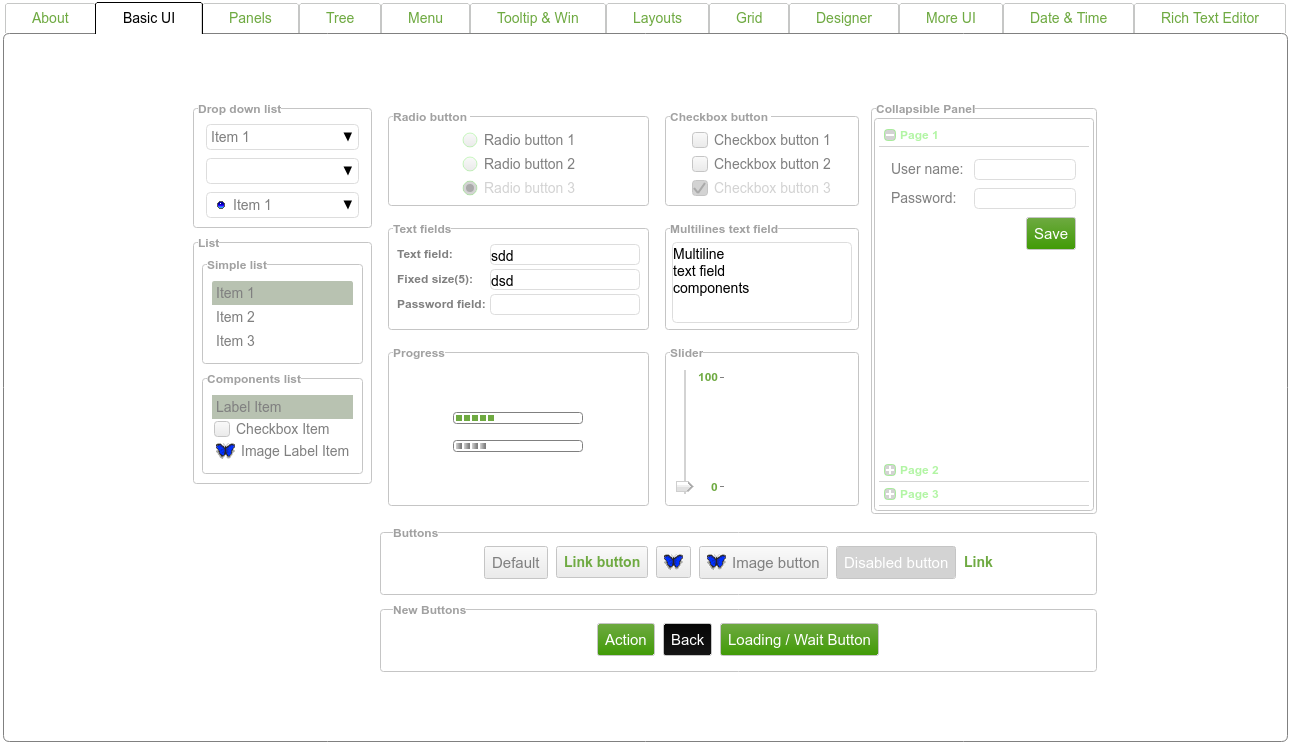 About
Basic UI
Panels
Tree
Menu
Tooltip & Win
Layouts
Grid
Designer
More UI
Date & Time
Rich Text Editor
Drop down list
Item 1
Item 1
List
Simple list
Item 1
Item 2
Item 3
Components list
Label Item
Checkbox Item
Image Label Item
Radio button
Radio button 1
Radio button 2
Radio button 3
Checkbox button
Checkbox button 1
Checkbox button 2
Checkbox button 3
Text fields
Text field: sdd
Fixed size(5): dsd
Password field:
Multilines text field
Multiline
text field
components
Progress
Slider
100
0
Collapsible Panel
Page 1
User name:
Password:
Save
Page 2
Page 3
Buttons
Default
Link button
Image button
Disabled button
Link
New Buttons
Action
Back
Loading / Wait Button